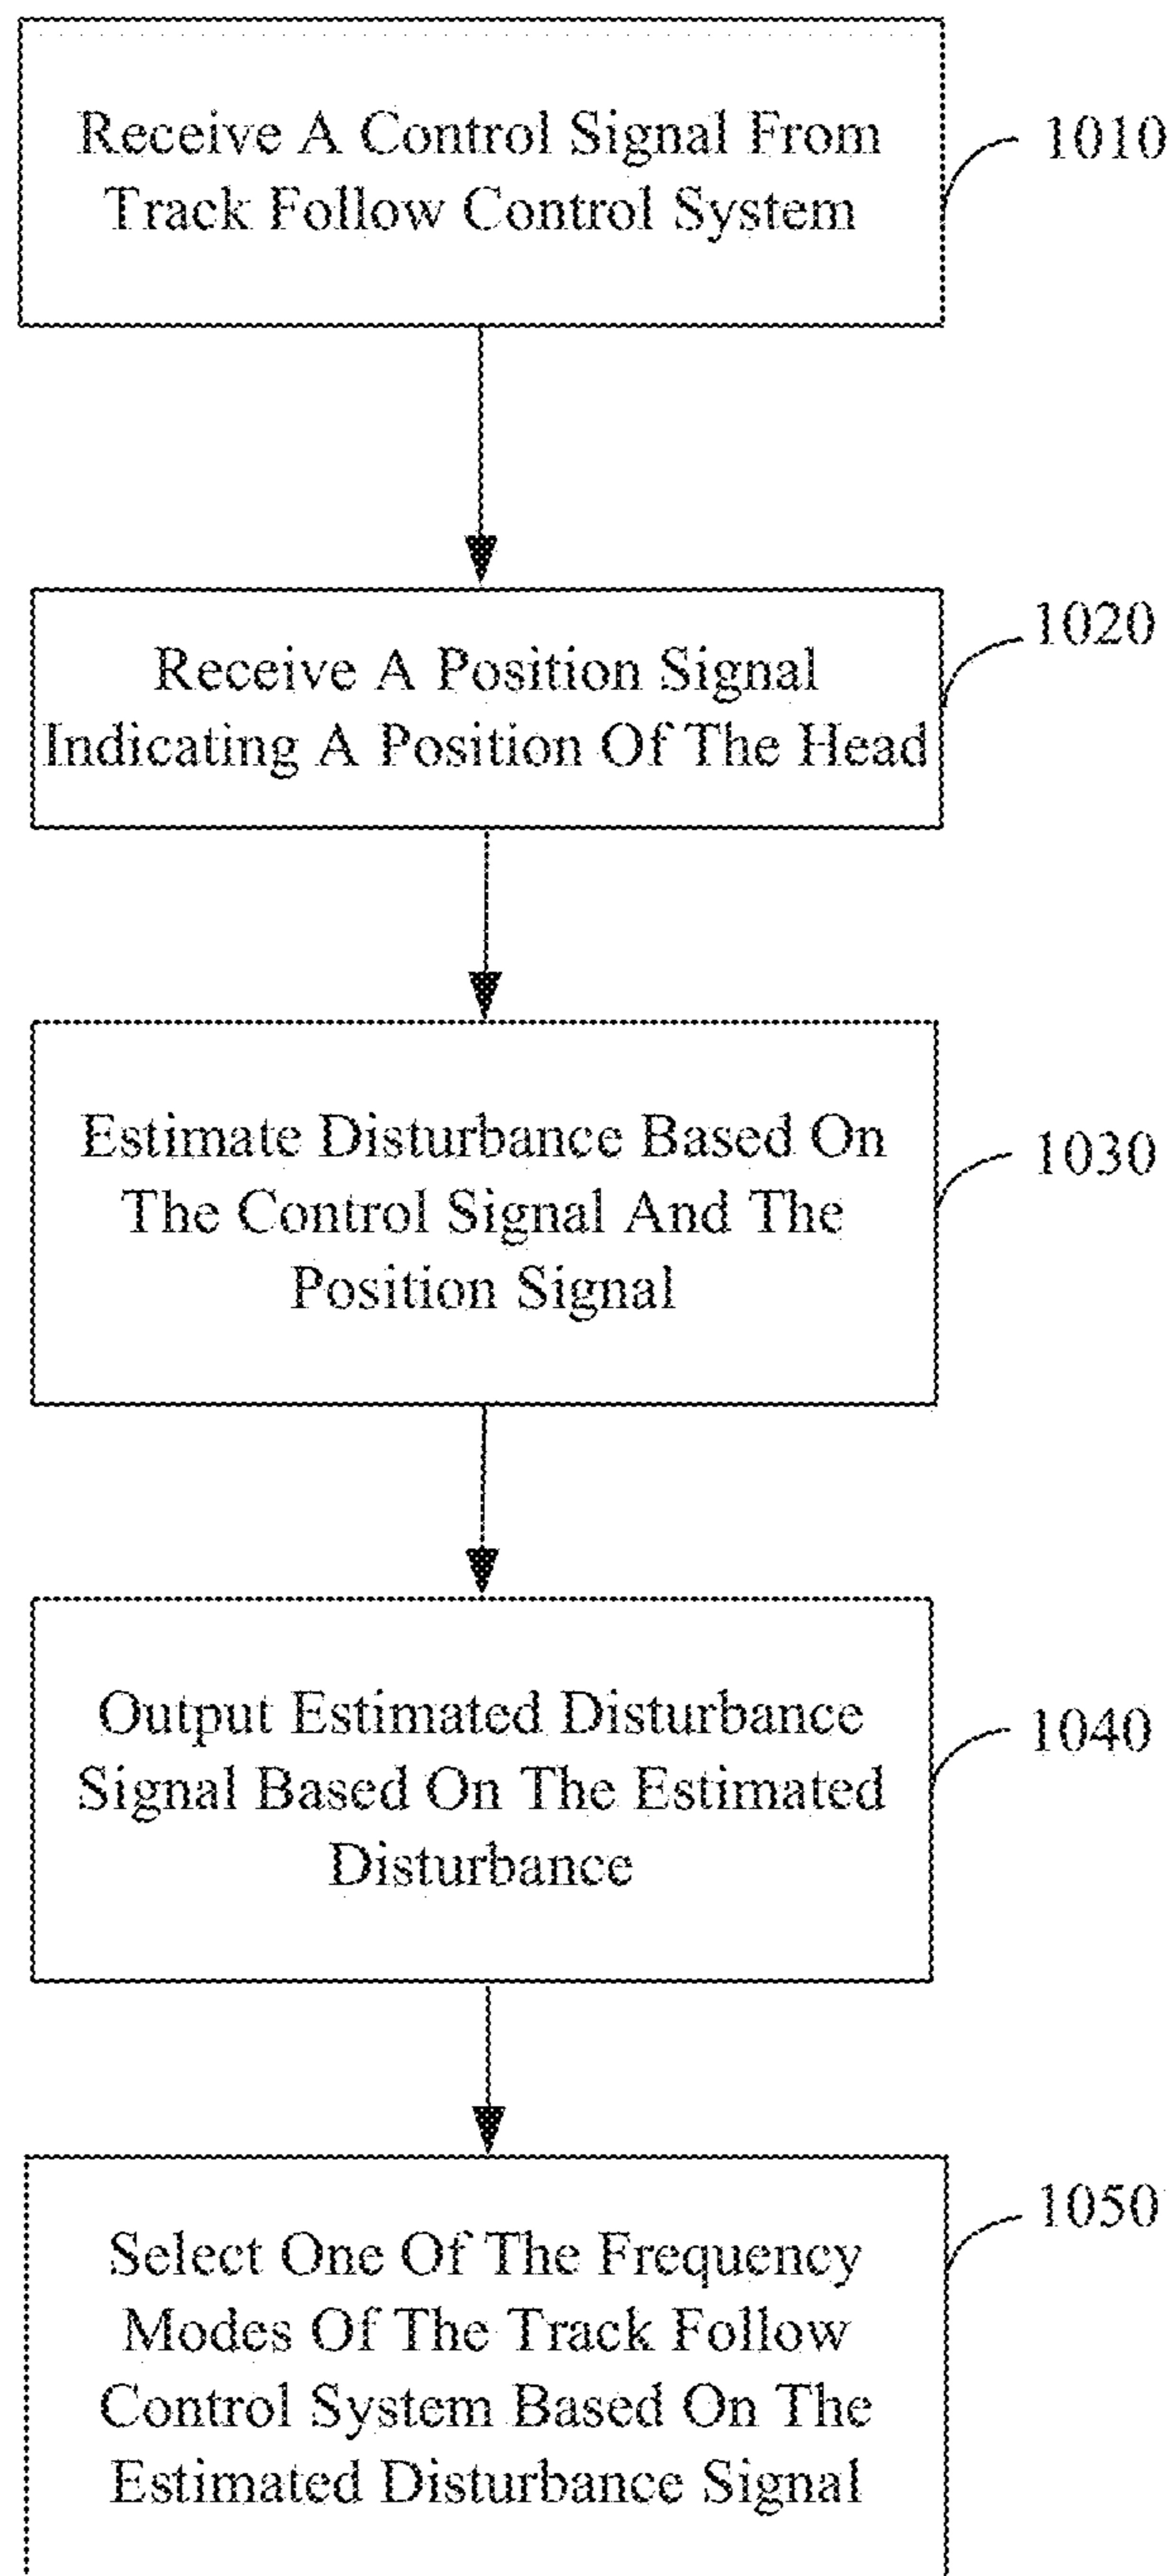 Receive A Control Signal From
Track Follow Control System
1010
Receive A Position Signal
Indicating A Position Of The Head
1020
Estimate Disturbance Based On
The Control Signal And The
Position Signal
1030
Output Estimated Disturbance
Signal Based On The Estimated
Disturbance
1040
Select One Of The Frequency
Modes Of The Track Follow
Control System Based On The
Estimated Disturbance Signal
1050